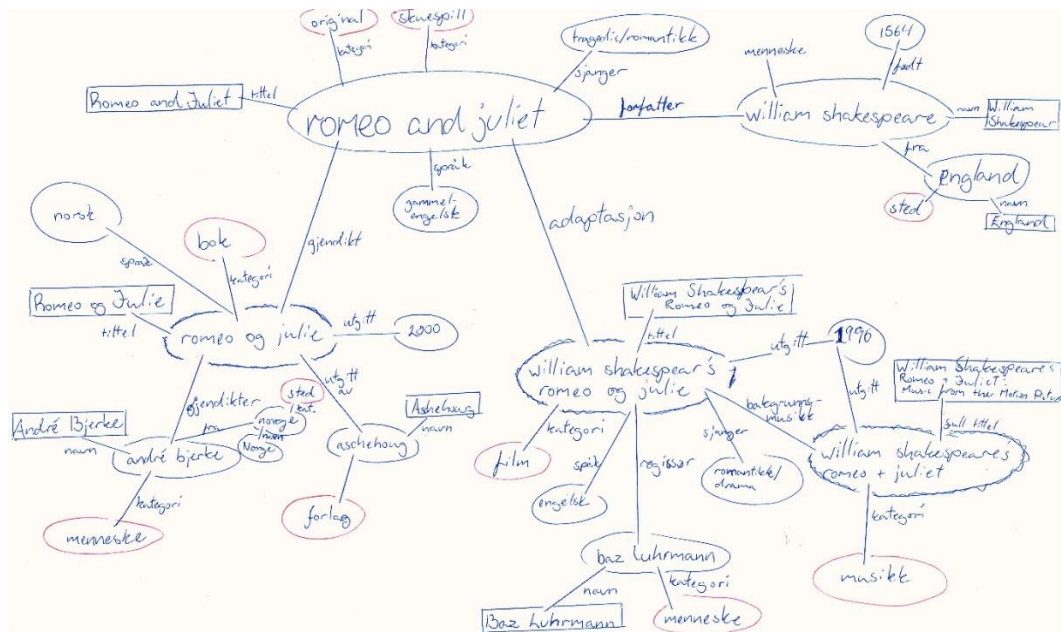 original
skuespill
kategori
kategori
tragedie/romantikk
sjanger
1564
menneske
født
Romeo and Juliet
tittel
romeo and juliet
forfatter
william shakespeare
navn
William
Shakespear
fra
England
sted
navn
England
språk
gammel-
engelsk
norsk
bok
gjendikt
adaptasjon
språk
kategori
Romeo og Julie
tittel
romeo og julie
utgitt
2000
William Shakespear's
Romeo og Julie
tittel
utgitt
1996
william shakespear's
romeo og julie
utgitt
William Shakespeare's
Romeo + Juliet:
Music from the Motion
full tittel
william shakespeare's
romeo + juliet
musikk
sjanger
romantikk/
drama
kategori
film
språk
engelsk
regissør
kategori
musikk
gjendikter
utgitt
av
sted
kat.
norge
navn
Norge
fra
André Bjerke
navn
andré bjerke
kategori
menneske
Ashehoug
navn
aschehoug
forlag
baz luhrmann
navn
kategori
Baz Luhrmann
menneske